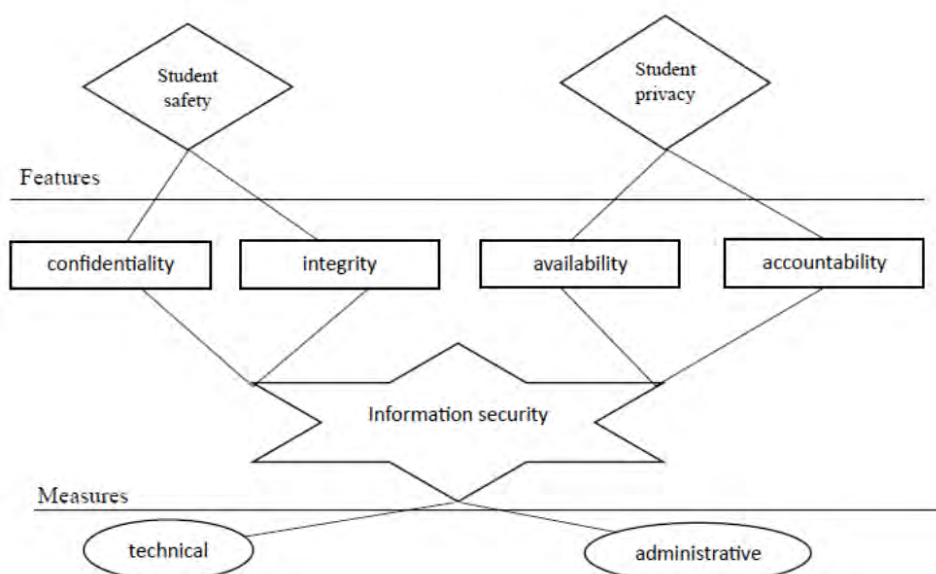 Student
safety
Student
privacy
Features
confidentiality
integrity
availability
accountability
Information security
Measures
technical
administrative